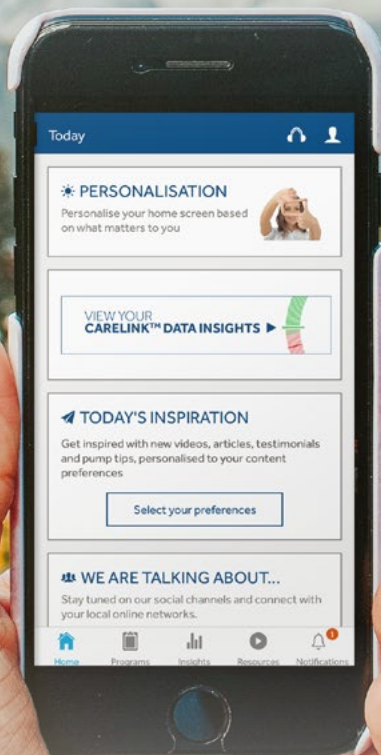 Today
PERSONALISATION
Personalise your home screen based
on what matters to you
VIEW YOUR
CARELINK™ DATA INSIGHTS
TODAY'S INSPIRATION
Get inspired with new videos, articles, testimonials
and pump tips, personalised to your content
preferences
Select your preferences
WE ARE TALKING ABOUT...
Stay tuned on our social channels and connect with
your local online networks.
1
Home Programs Insights Resources Notifications